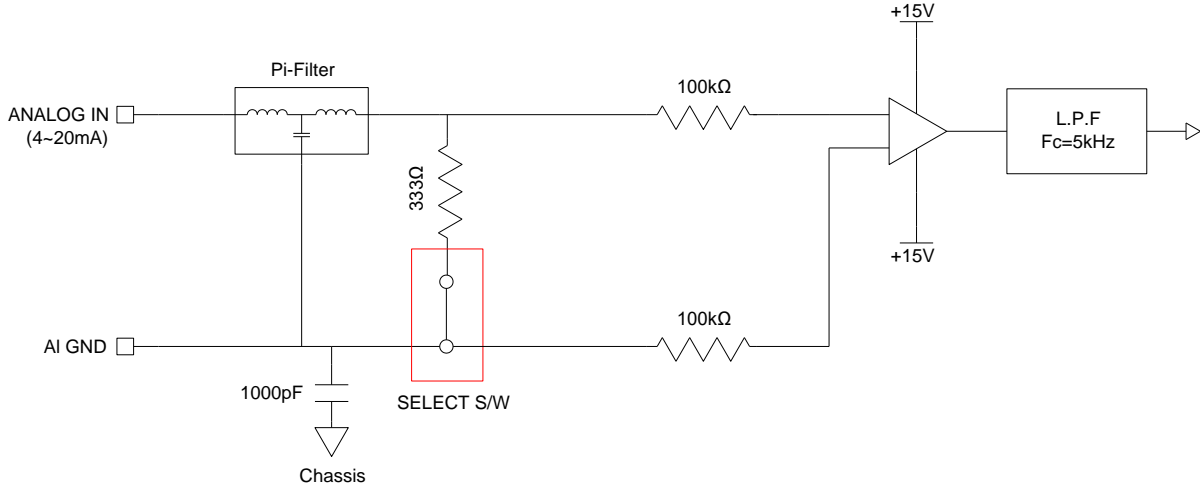 +15V
Pi-Filter
100kΩ
ANALOG IN
(4~20mA)
L.P.F
Fc=5kHz
333Ω
+15V
100kΩ
AI GND
1000pF
SELECT S/W
Chassis